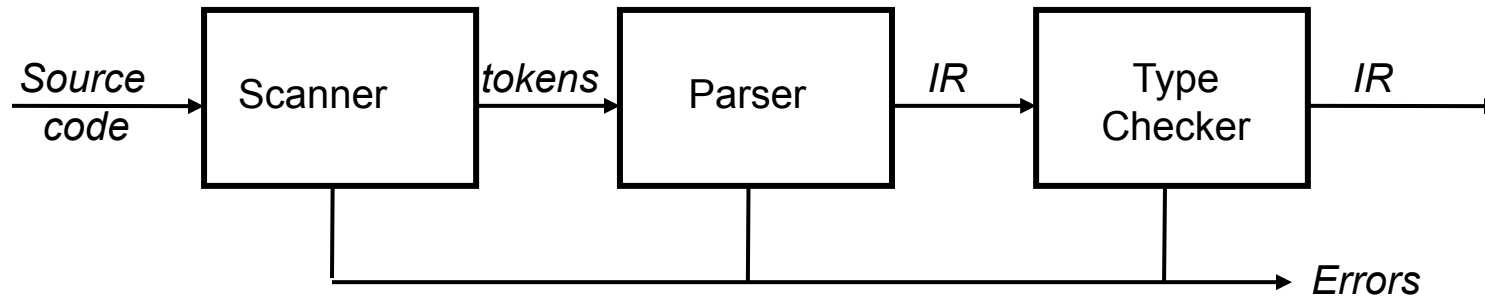 Source
code
Scanner
tokens
Parser
IR
Type
Checker
IR
Errors